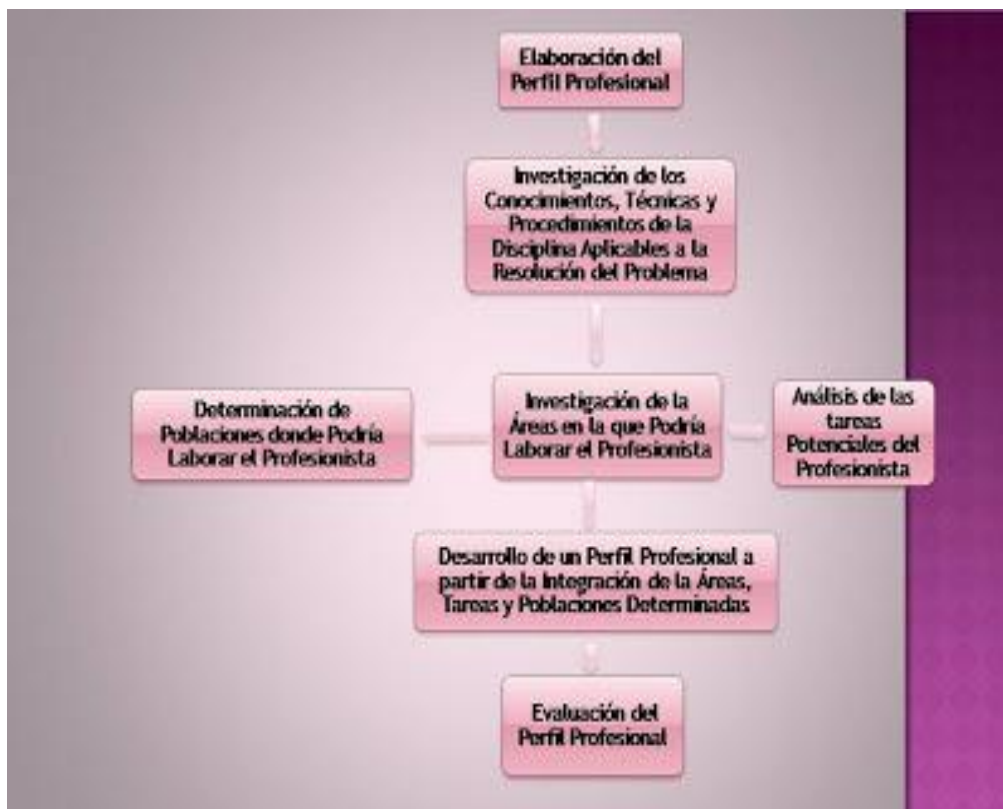 Elaboración del
Perfil Profesional
Investigación de los
Conocimientos, Técnicas y
Procedimientos de la
Disciplina Aplicables a la
Resolución del Problema
Determinación de
Poblaciones donde Podría
Laborar el Profesionista
Investigación de la
Áreas en la que Podría
Laborar el Profesionista
Análisis de las
tareas
Potenciales del
Profesionista
Desarrollo de un Perfil Profesional a
partir de la Integración de la Áreas,
Tareas y Poblaciones Determinadas
Evaluación del
Perfil Profesional